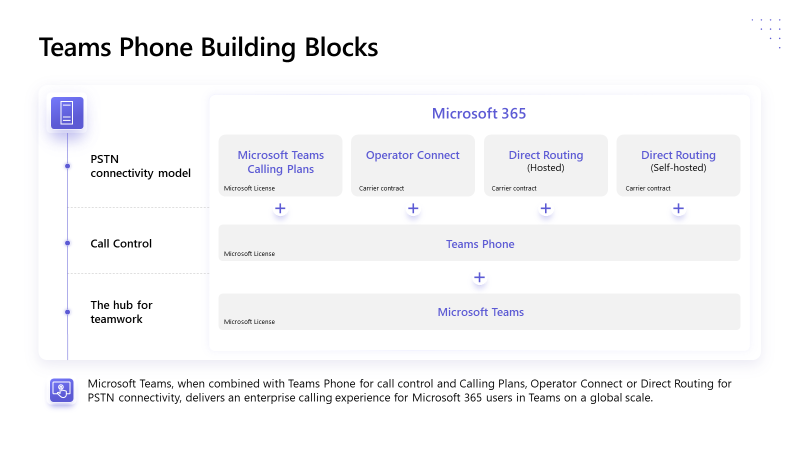 Teams Phone Building Blocks
Microsoft 365
PSTN
connectivity model
Microsoft Teams
Calling Plans
Microsoft License
Operator Connect
Carrier contract
Direct Routing
(Hosted)
Carrier contract
Direct Routing
(Self-hosted)
Carrier contract
+ + + +
Call Control
Teams Phone
Microsoft License
+
The hub for
teamwork
Microsoft Teams
Microsoft License
Microsoft Teams, when combined with Teams Phone for call control and Calling Plans, Operator Connect or Direct Routing for
PSTN connectivity, delivers an enterprise calling experience for Microsoft 365 users in Teams on a global scale.